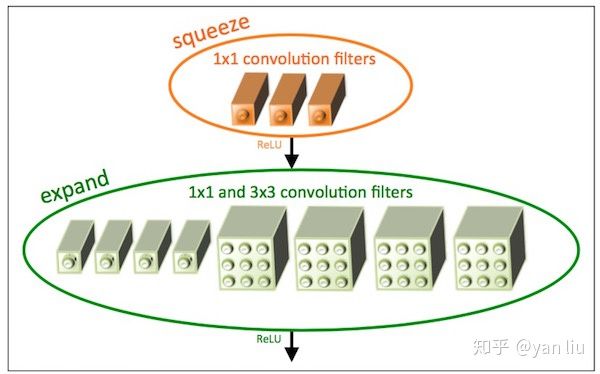 squeeze
1x1 convolution filters
ReLU
expand
1x1 and 3x3 convolution filters
ReLU
知乎 @yan liu